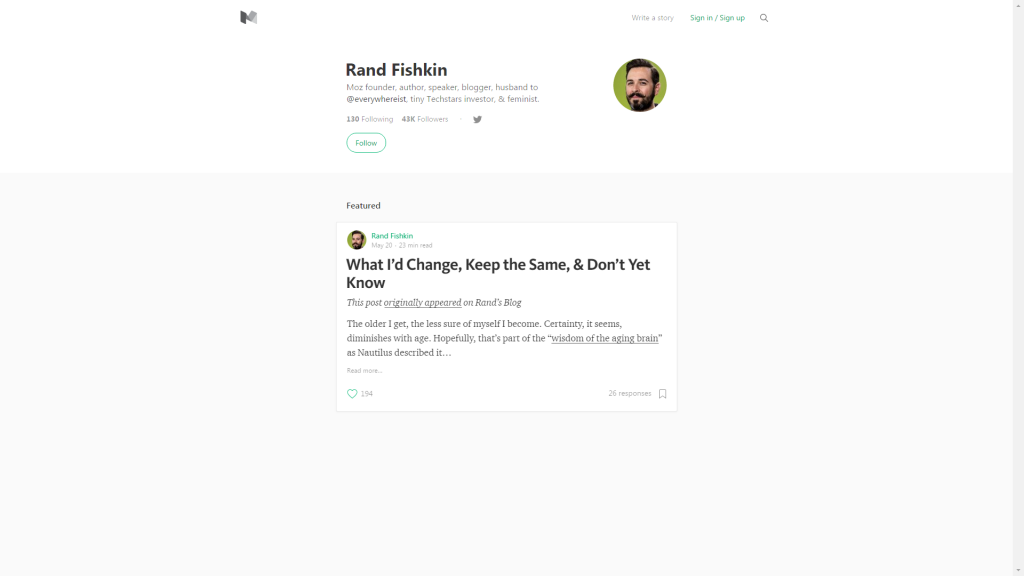 Write a story Sign in / Sign up
Rand Fishkin
Moz founder, author, speaker, blogger, husband to
@everywhereist, tiny Techstars investor, & feminist.
130 Following 43K Followers ·
Follow
Featured
Rand Fishkin
May 20 · 23 min read
What I’d Change, Keep the Same, & Don’t Yet
Know
This post originally appeared on Rand’s Blog
The older I get, the less sure of myself I become. Certainty, it seems,
diminishes with age. Hopefully, that’s part of the “wisdom of the aging brain”
as Nautilus described it…
Read more…
194 26 responses